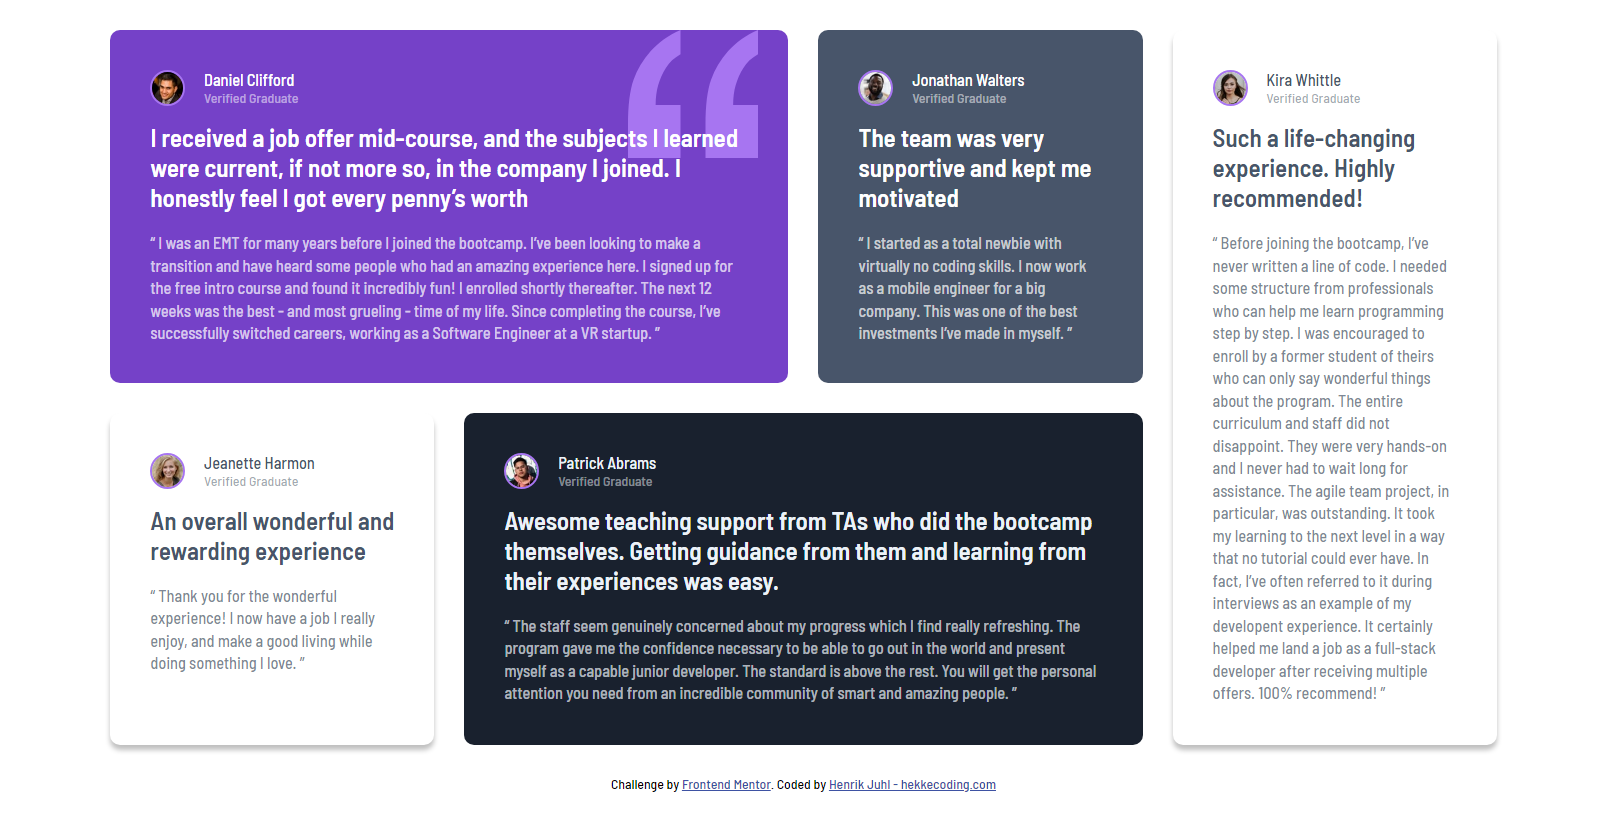 Daniel Clifford
Verified Graduate
I received a job offer mid-course, and the subjects I learned
were current, if not more so, in the company I joined. I
honestly feel I got every penny’s worth
“ I was an EMT for many years before I joined the bootcamp. I’ve been looking to make a
transition and have heard some people who had an amazing experience here. I signed up for
the free intro course and found it incredibly fun! I enrolled shortly thereafter. The next 12
weeks was the best - and most grueling - time of my life. Since completing the course, I’ve
successfully switched careers, working as a Software Engineer at a VR startup. ”
Jonathan Walters
Verified Graduate
The team was very
supportive and kept me
motivated
“ I started as a total newbie with
virtually no coding skills. I now work
as a mobile engineer for a big
company. This was one of the best
investments I’ve made in myself. ”
Kira Whittle
Verified Graduate
Such a life-changing
experience. Highly
recommended!
“ Before joining the bootcamp, I’ve
never written a line of code. I needed
some structure from professionals
who can help me learn programming
step by step. I was encouraged to
enroll by a former student of theirs
who can only say wonderful things
about the program. The entire
curriculum and staff did not
disappoint. They were very hands-on
and I never had to wait long for
assistance. The agile team project, in
particular, was outstanding. It took
my learning to the next level in a way
that no tutorial could ever have. In
fact, I’ve often referred to it during
interviews as an example of my
developent experience. It certainly
helped me land a job as a full-stack
developer after receiving multiple
offers. 100% recommend! ”
Jeanette Harmon
Verified Graduate
An overall wonderful and
rewarding experience
“ Thank you for the wonderful
experience! I now have a job I really
enjoy, and make a good living while
doing something I love. ”
Patrick Abrams
Verified Graduate
Awesome teaching support from TAs who did the bootcamp
themselves. Getting guidance from them and learning from
their experiences was easy.
“ The staff seem genuinely concerned about my progress which I find really refreshing. The
program gave me the confidence necessary to be able to go out in the world and present
myself as a capable junior developer. The standard is above the rest. You will get the personal
attention you need from an incredible community of smart and amazing people. ”
Challenge by Frontend Mentor. Coded by Henrik Juhl - hekkecoding.com